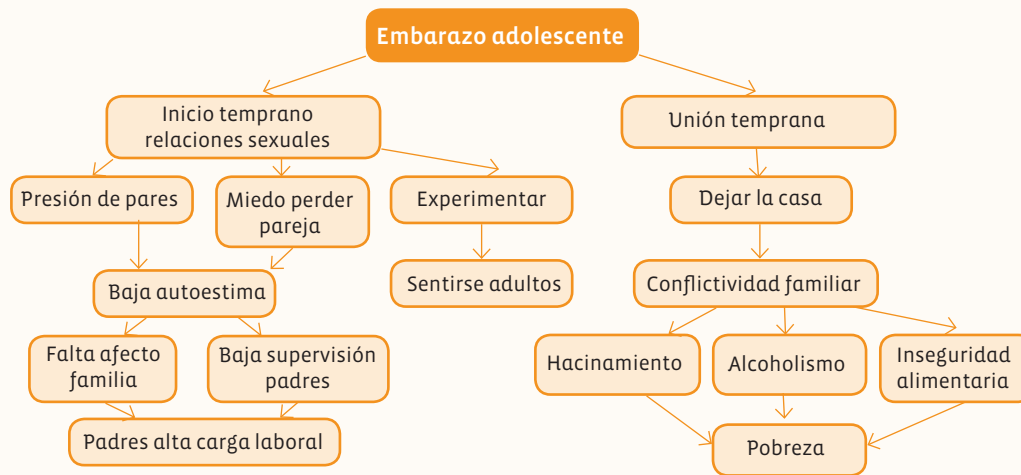 Embarazo adolescente
Inicio temprano
relaciones sexuales
Unión temprana
Presión de pares
Miedo perder
pareja
Experimentar
Dejar la casa
Baja autoestima
Sentirse adultos
Conflictividad familiar
Falta afecto
familia
Baja supervisión
padres
Hacinamiento
Alcoholismo
Inseguridad
alimentaria
Padres alta carga laboral
Pobreza